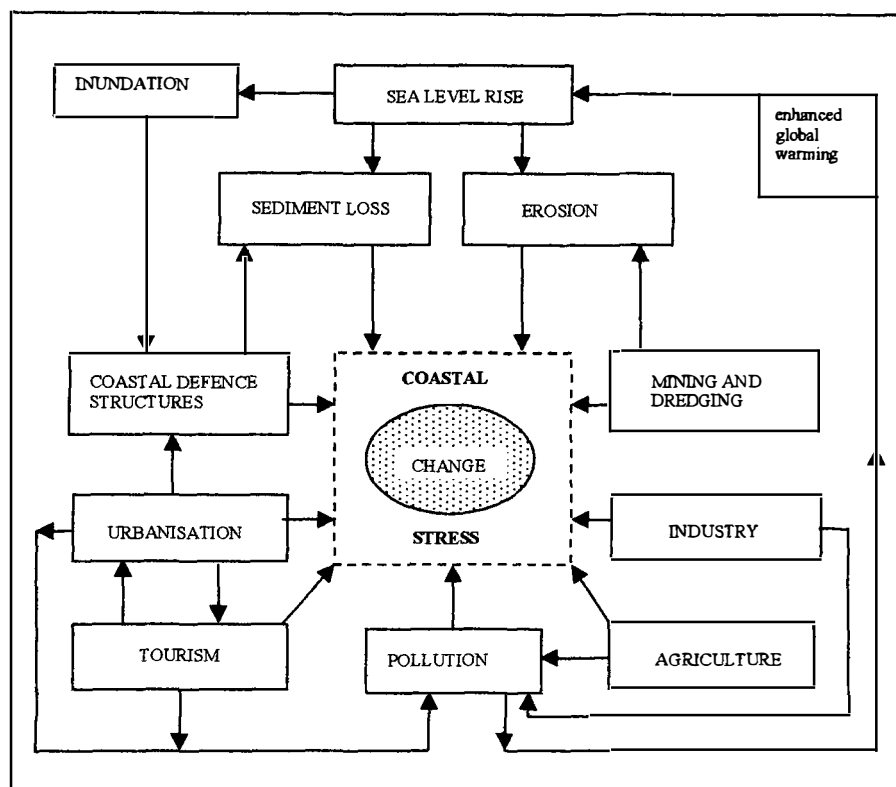 INUNDATION
SEA LEVEL RISE
enhanced
global
warming
SEDIMENT LOSS
EROSION
COASTAL DEFENCE
STRUCTURES
COASTAL
MINING AND
DREDGING
CHANGE
URBANISATION
STRESS
INDUSTRY
TOURISM
POLLUTION
AGRICULTURE